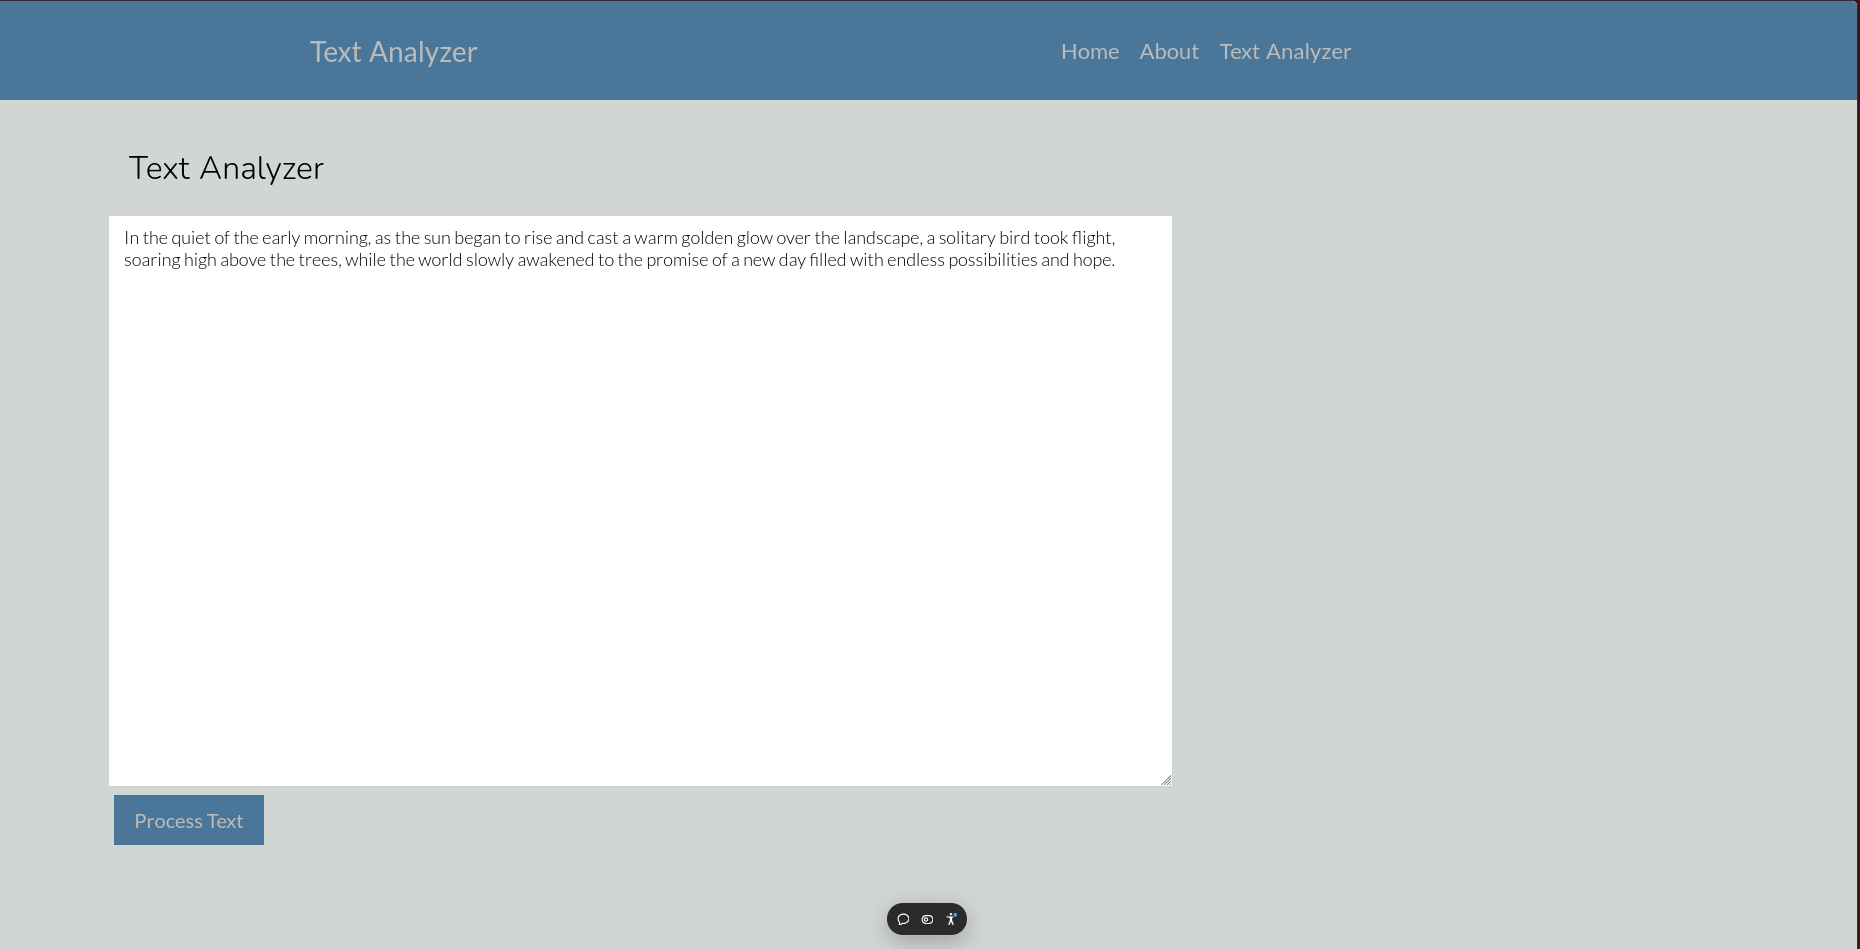 Text Analyzer
Home About Text Analyzer
Text Analyzer
In the quiet of the early morning, as the sun began to rise and cast a warm golden glow over the landscape, a solitary bird took flight,
soaring high above the trees, while the world slowly awakened to the promise of a new day filled with endless possibilities and hope.
Process Text